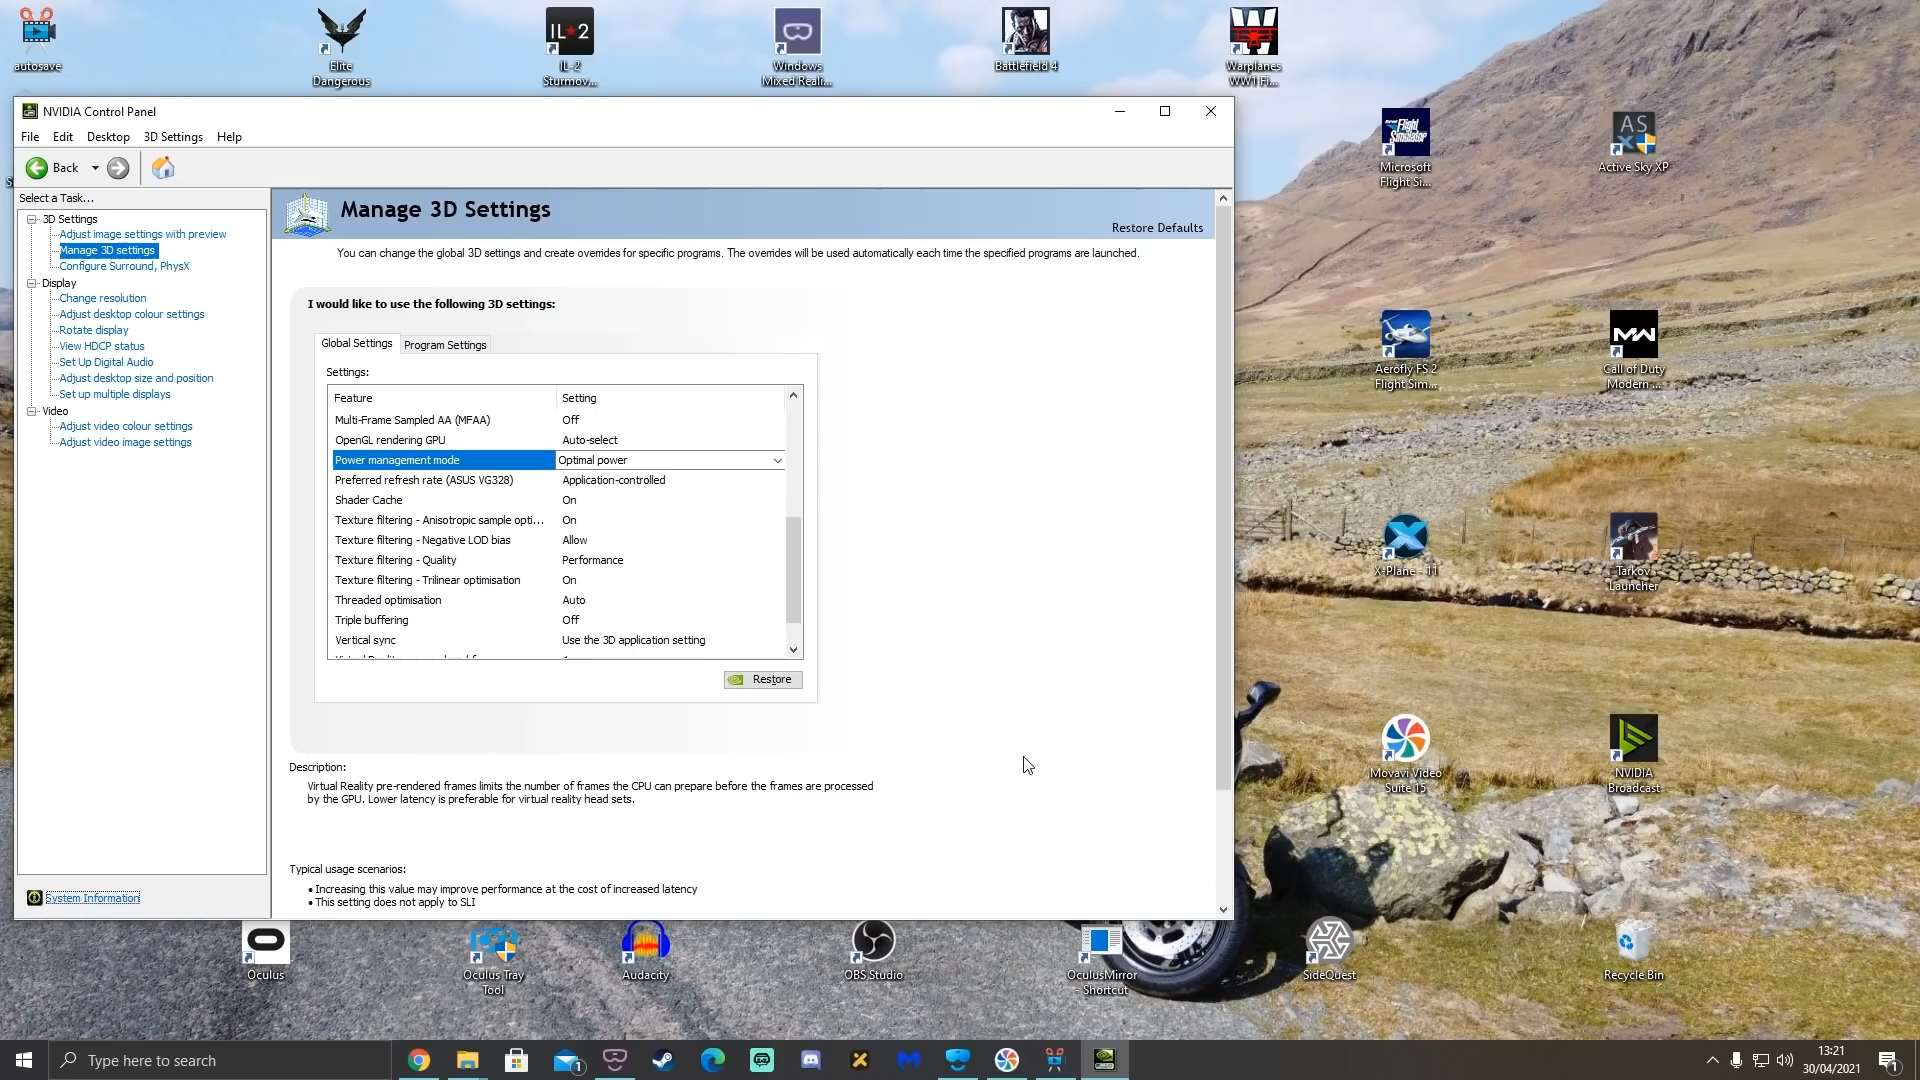 autosave
Elite
Dangerous
IL-2
IL-2
Sturmov...
Windows
Mixed Reali...
Battlefield 4
Warplanes
WW1 Fi...
NVIDIA Control Panel
File Edit Desktop 3D Settings Help
Back
Select a Task...
3D Settings
Adjust image settings with preview
Manage 3D settings
Configure Surround, PhysX
Display
Change resolution
Adjust desktop colour settings
Rotate display
View HDCP status
Set Up Digital Audio
Adjust desktop size and position
Set up multiple displays
Video
Adjust video colour settings
Adjust video image settings
System Information
Manage 3D Settings
Restore Defaults
You can change the global 3D settings and create overrides for specific programs. The overrides will be used automatically each time the specified programs are launched.
I would like to use the following 3D settings:
Global Settings Program Settings
Settings:
Feature Setting
Multi-Frame Sampled AA (MFAA) Off
OpenGL rendering GPU Auto-select
Power management mode Optimal power
Preferred refresh rate (ASUS VG328) Application-controlled
Shader Cache On
Texture filtering - Anisotropic sample opti... On
Texture filtering - Negative LOD bias Allow
Texture filtering - Quality Performance
Texture filtering - Trilinear optimisation On
Threaded optimisation Auto
Triple buffering Off
Vertical sync Use the 3D application setting
Restore
Description:
Virtual Reality pre-rendered frames limits the number of frames the CPU can prepare before the frames are processed
by the GPU. Lower latency is preferable for virtual reality head sets.
Typical usage scenarios:
• Increasing this value may improve performance at the cost of increased latency
• This setting does not apply to SLI
Flight
Simulator
Microsoft
Flight Si...
AS
Active Sky XP
Aerofly FS 2
Flight Sim...
MW
Call of Duty
Modern ...
X-Plane - 11
Tarkov
Launcher
Movavi Video
Suite 15
NVIDIA
Broadcast
Oculus
Oculus Tray
Tool
Audacity
OBS Studio
OculusMirror
- Shortcut
SideQuest
Recycle Bin
Type here to search
1
13:21
30/04/2021
1